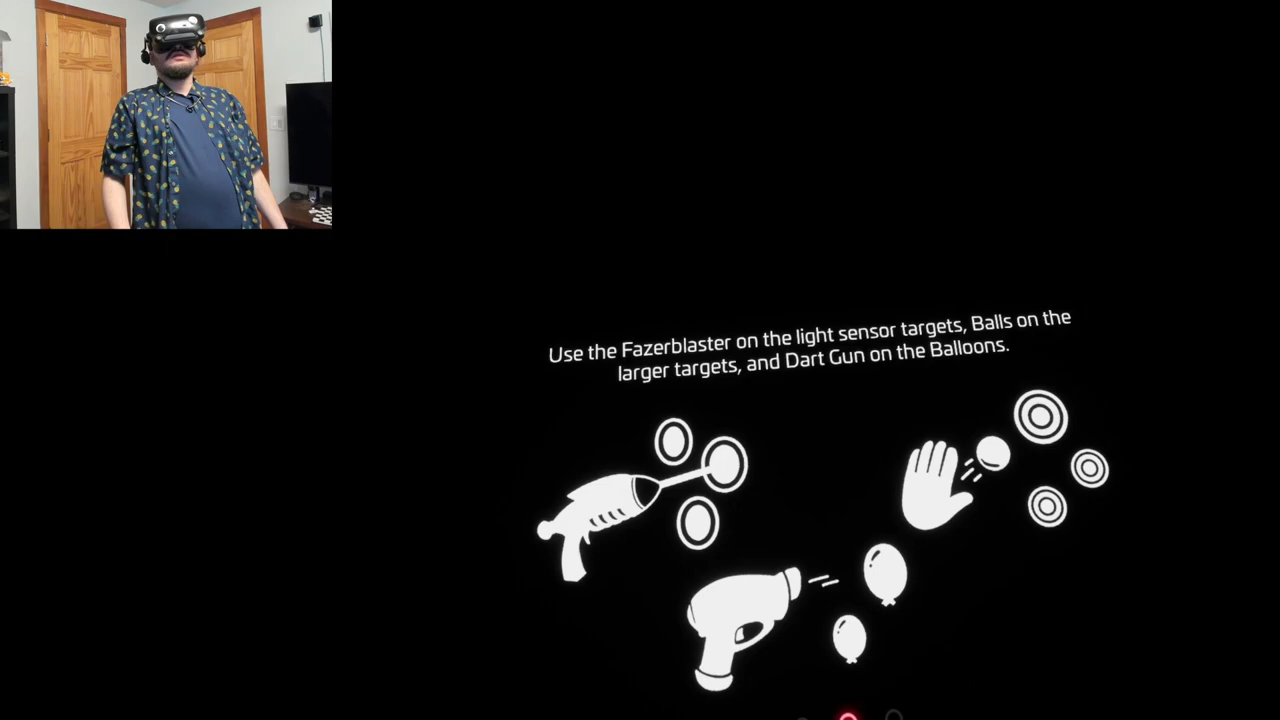 Use the Fazerblaster on the light sensor targets, Balls on the
larger targets, and Dart Gun on the Balloons.